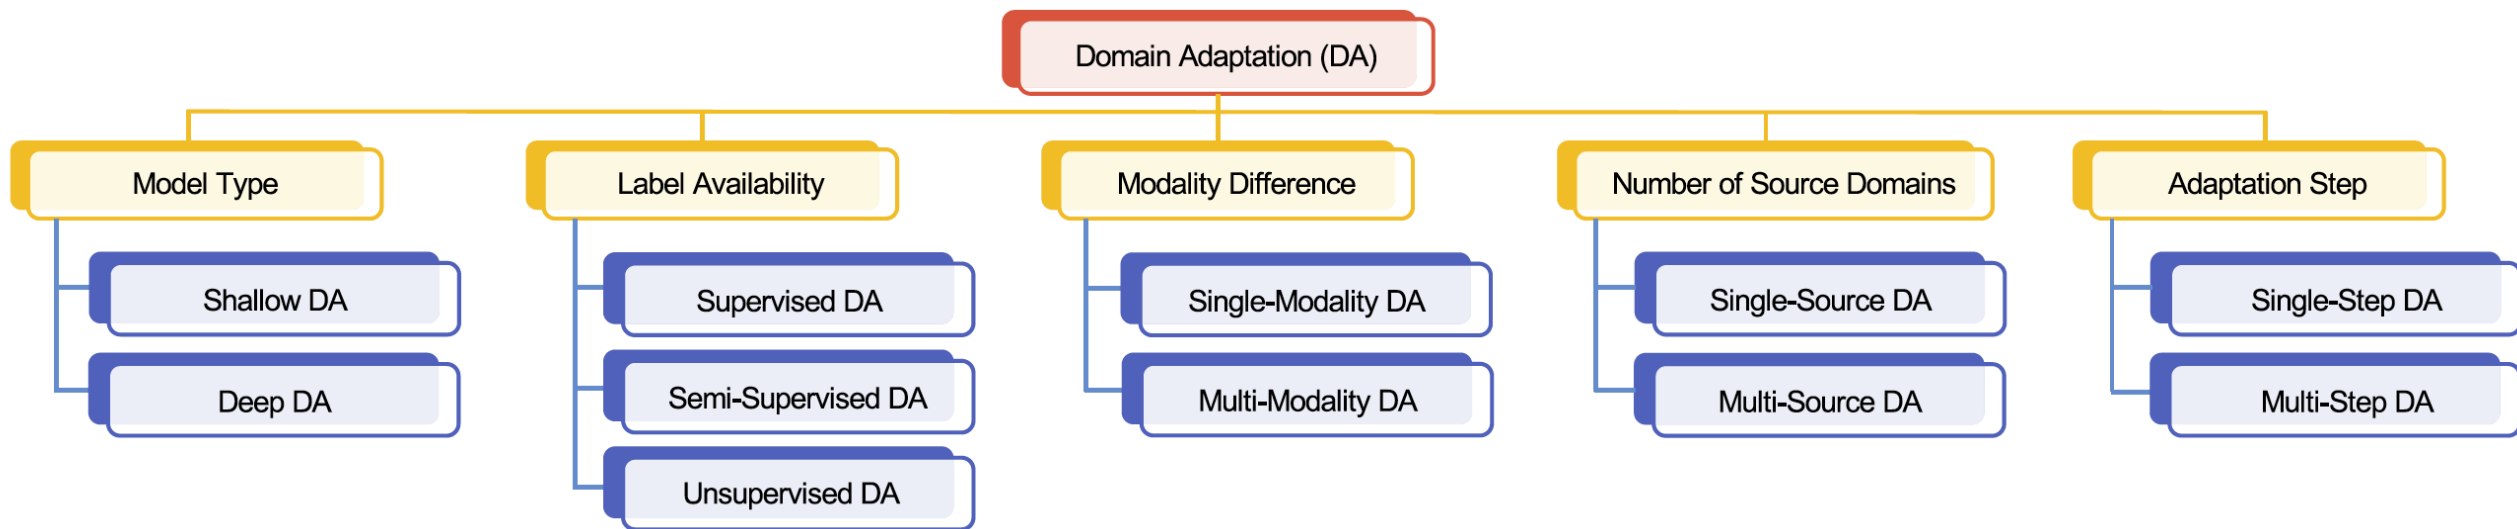 Domain Adaptation (DA)
Model Type
Label Availability
Modality Difference
Number of Source Domains
Adaptation Step
Shallow DA
Supervised DA
Single-Modality DA
Single-Source DA
Single-Step DA
Deep DA
Semi-Supervised DA
Multi-Modality DA
Multi-Source DA
Multi-Step DA
Unsupervised DA